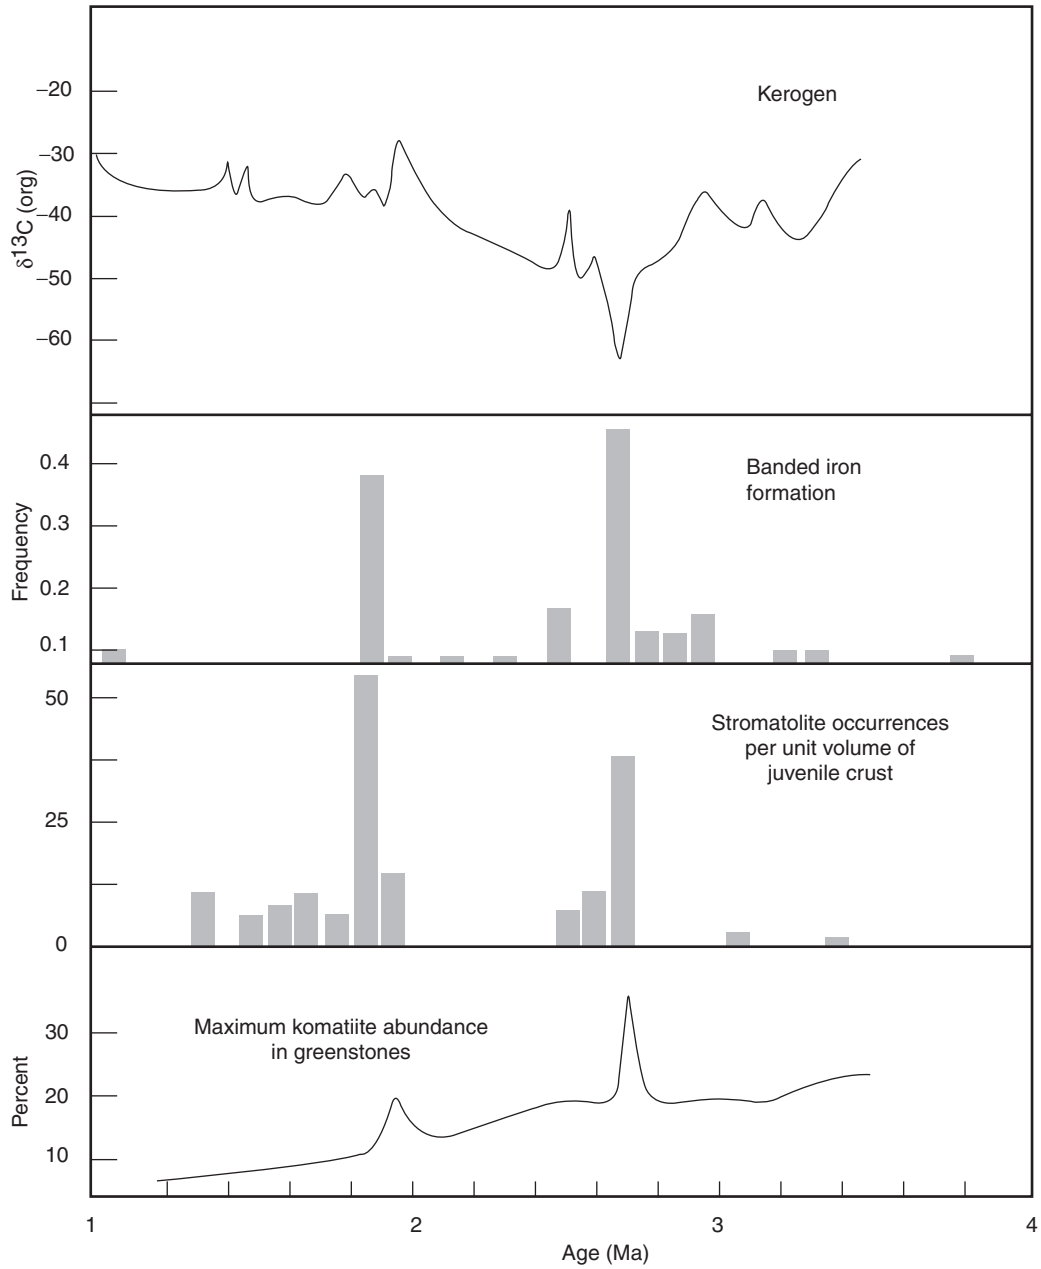 Kerogen
−20
−30
−40
−50
−60
δ13C (org)
Banded iron
formation
0.4
0.3
0.2
0.1
Frequency
Stromatolite occurrences
per unit volume of
juvenile crust
50
25
0
Maximum komatiite abundance
in greenstones
30
20
10
Percent
1
2
3
4
Age (Ma)